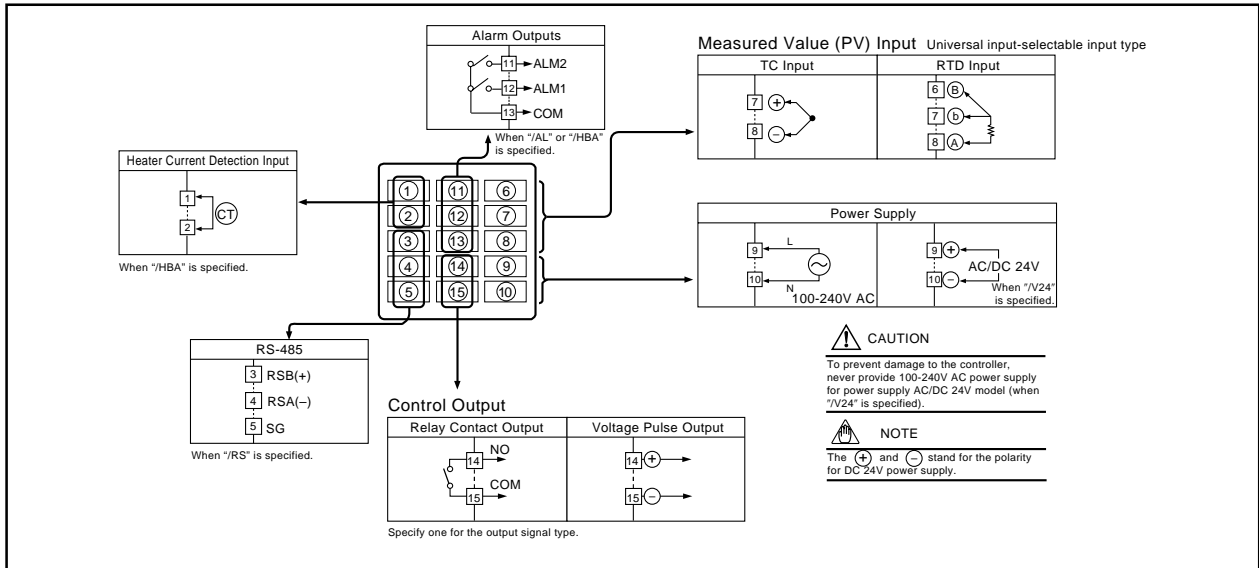 Alarm Outputs
11 ALM2
12 ALM1
13 COM
When "/AL" or "/HBA"
is specified.
Measured Value (PV) Input Universal input-selectable input type
TC Input RTD Input
7 +
8 –
6 B
7 b
8 A
Heater Current Detection Input
1
2
CT
When "/HBA" is specified.
1 11 6
2 12 7
3 13 8
4 14 9
5 15 10
Power Supply
9 L
10 N
100-240V AC
9 +
10 –
AC/DC 24V
When "/V24"
is specified.
RS-485
3 RSB(+)
4 RSA(–)
5 SG
When "/RS" is specified.
Control Output
Relay Contact Output Voltage Pulse Output
14 NO
15 COM
14 +
15 –
Specify one for the output signal type.
CAUTION
To prevent damage to the controller,
never provide 100-240V AC power supply
for power supply AC/DC 24V model (when
"/V24" is specified).
NOTE
The + and – stand for the polarity
for DC 24V power supply.